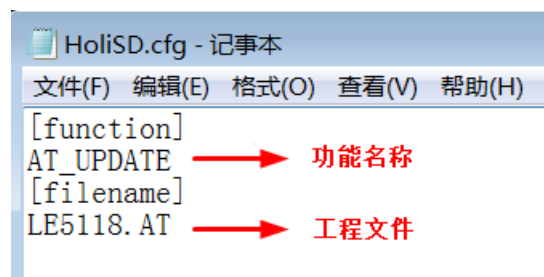 HoliSD.cfg - 记事本
文件(F) 编辑(E) 格式(O) 查看(V) 帮助(H)
[function]
AT_UPDATE 功能名称
[filename]
LE5118.AT 工程文件